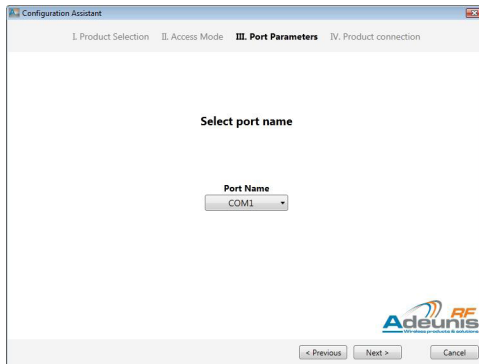 Configuration Assistant
I. Product Selection II. Access Mode III. Port Parameters IV. Product connection
Select port name
Port Name
COM1
Adeunis RF
Wireless products & solutions
< Previous Next > Cancel